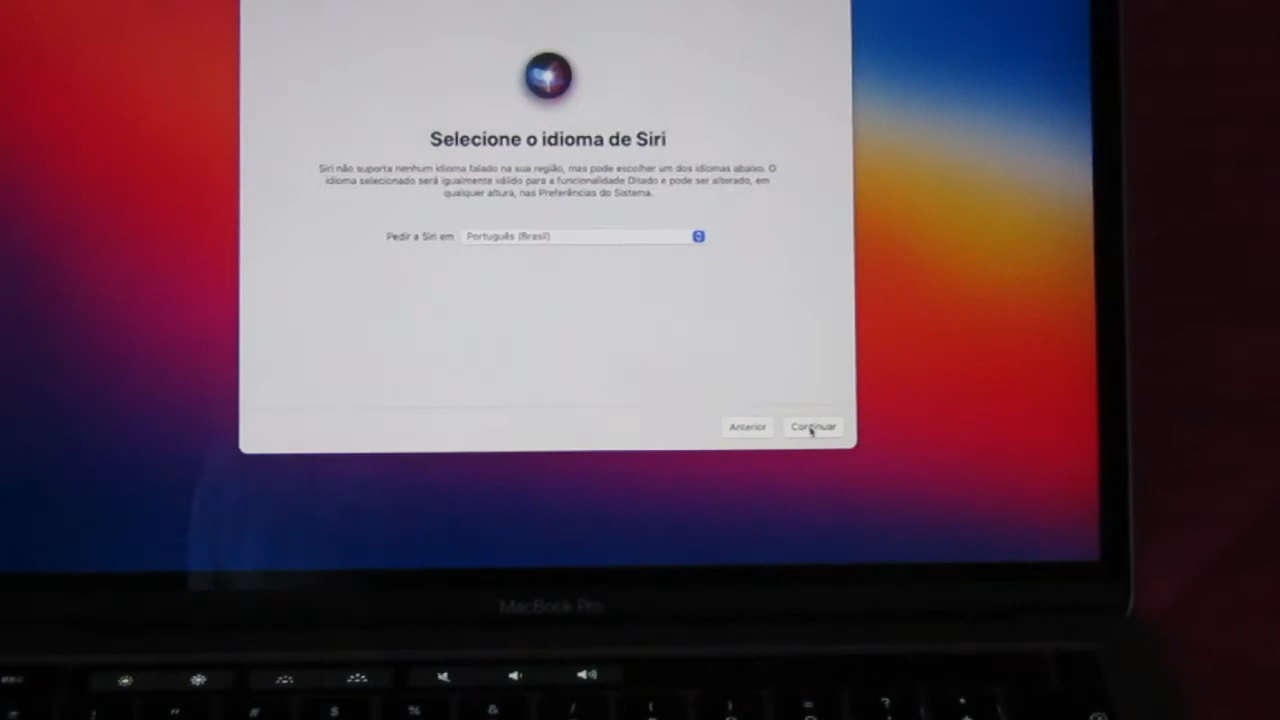 Selecione o idioma de Siri
Siri não suporta nenhum idioma falado na sua região, mas pode escolher um dos idiomas abaixo. O
idioma selecionado será igualmente válido para a funcionalidade Ditado e pode ser alterado, em
qualquer altura, nas Preferências do Sistema.
Pedir a Siri em Português (Brasil)
Anterior Continuar
MacBook Pro
! " # $ % & / ( ) = ? *